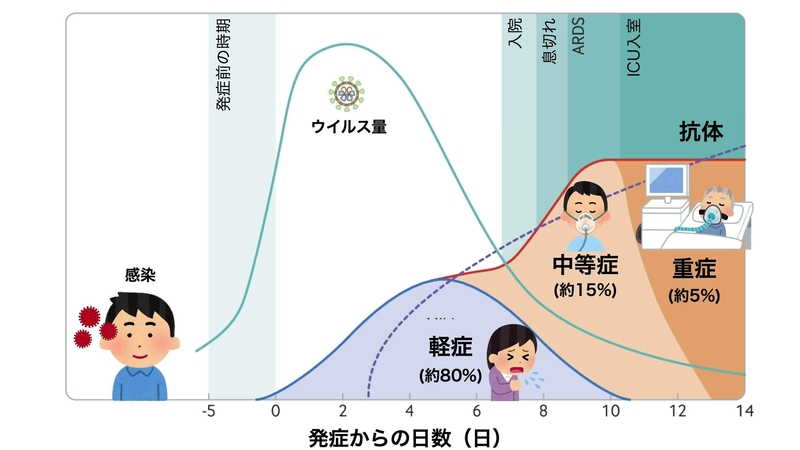 発症前の時期
入院
息切れ
ARDS
ICU入室
ウイルス量
抗体
感染
中等症
(約15%)
重症
(約5%)
軽症
(約80%)
-5 0 2 4 6 8 10 12 14
発症からの日数（日）